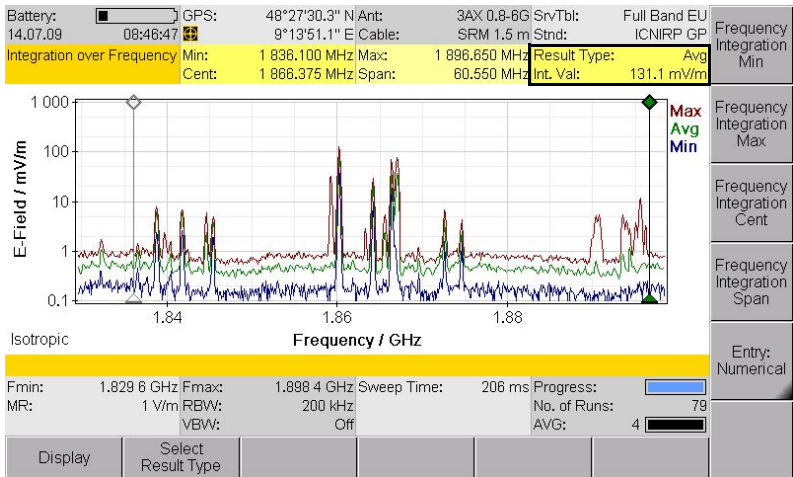 Battery: GPS: 48°27'30.3" N Ant: 3AX 0.8-6G SrvTbl: Full Band EU
14.07.09 08:46:47 9°13'51.1" E Cable: SRM 1.5 m Stnd: ICNIRP GP
Integration over Frequency Min: 1 836.100 MHz Max: 1 896.650 MHz Result Type: Avg
Cent: 1 866.375 MHz Span: 60.550 MHz Int. Val: 131.1 mV/m
Frequency
Integration
Min
Frequency
Integration
Max
Frequency
Integration
Cent
Frequency
Integration
Span
Entry:
Numerical
E-Field / mV/m
1 000
100
10
1
0.1
Max
Avg
Min
1.84 1.86 1.88
Isotropic Frequency / GHz
Fmin: 1.829 6 GHz Fmax: 1.898 4 GHz Sweep Time: 206 ms Progress:
MR: 1 V/m RBW: 200 kHz No. of Runs: 79
VBW: Off AVG: 4
Display
Select
Result Type